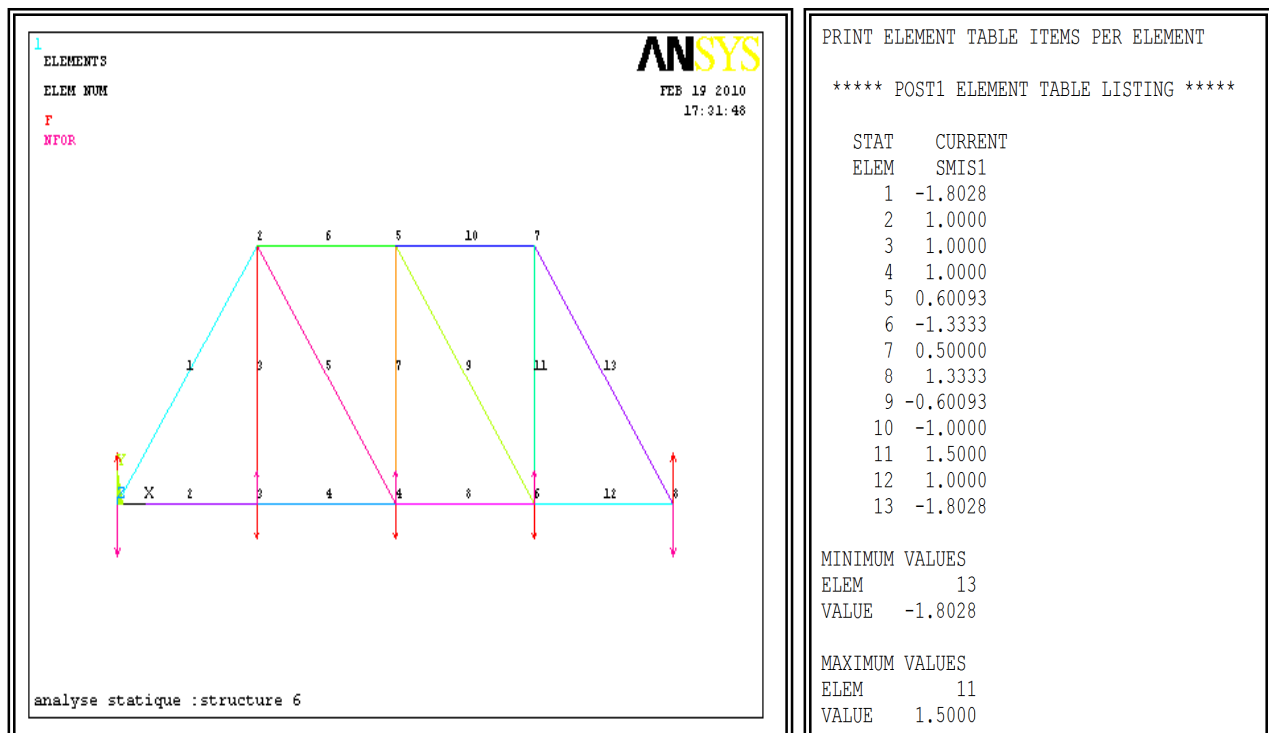 1
ELEMENTS
ELEM NUM
F
NFOR
ANSYS
FEB 19 2010
17:31:48
2 6 5 10 7
1 3 5 7 9 11 13
Y
Z X 2 3 4 4 8 6 12 8
analyse statique :structure 6
PRINT ELEMENT TABLE ITEMS PER ELEMENT
***** POST1 ELEMENT TABLE LISTING *****
STAT CURRENT
ELEM SMIS1
1 -1.8028
2 1.0000
3 1.0000
4 1.0000
5 0.60093
6 -1.3333
7 0.50000
8 1.3333
9 -0.60093
10 -1.0000
11 1.5000
12 1.0000
13 -1.8028
MINIMUM VALUES
ELEM 13
VALUE -1.8028
MAXIMUM VALUES
ELEM 11
VALUE 1.5000